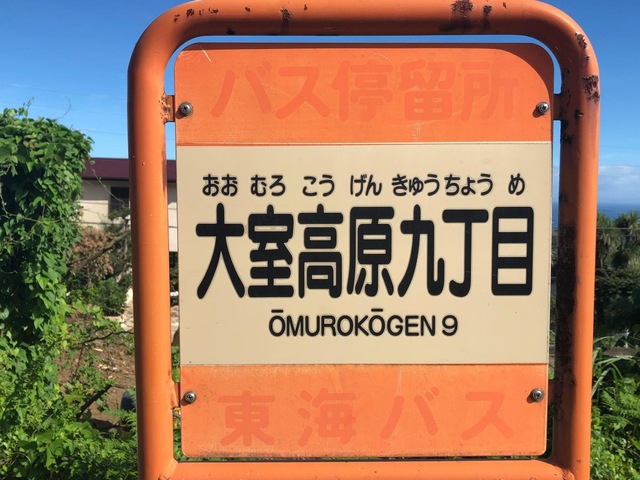 バス停留所
おお むろ こう げん きゅうちょう め
大室高原九丁目
ŌMUROKŌGEN 9
東海バス